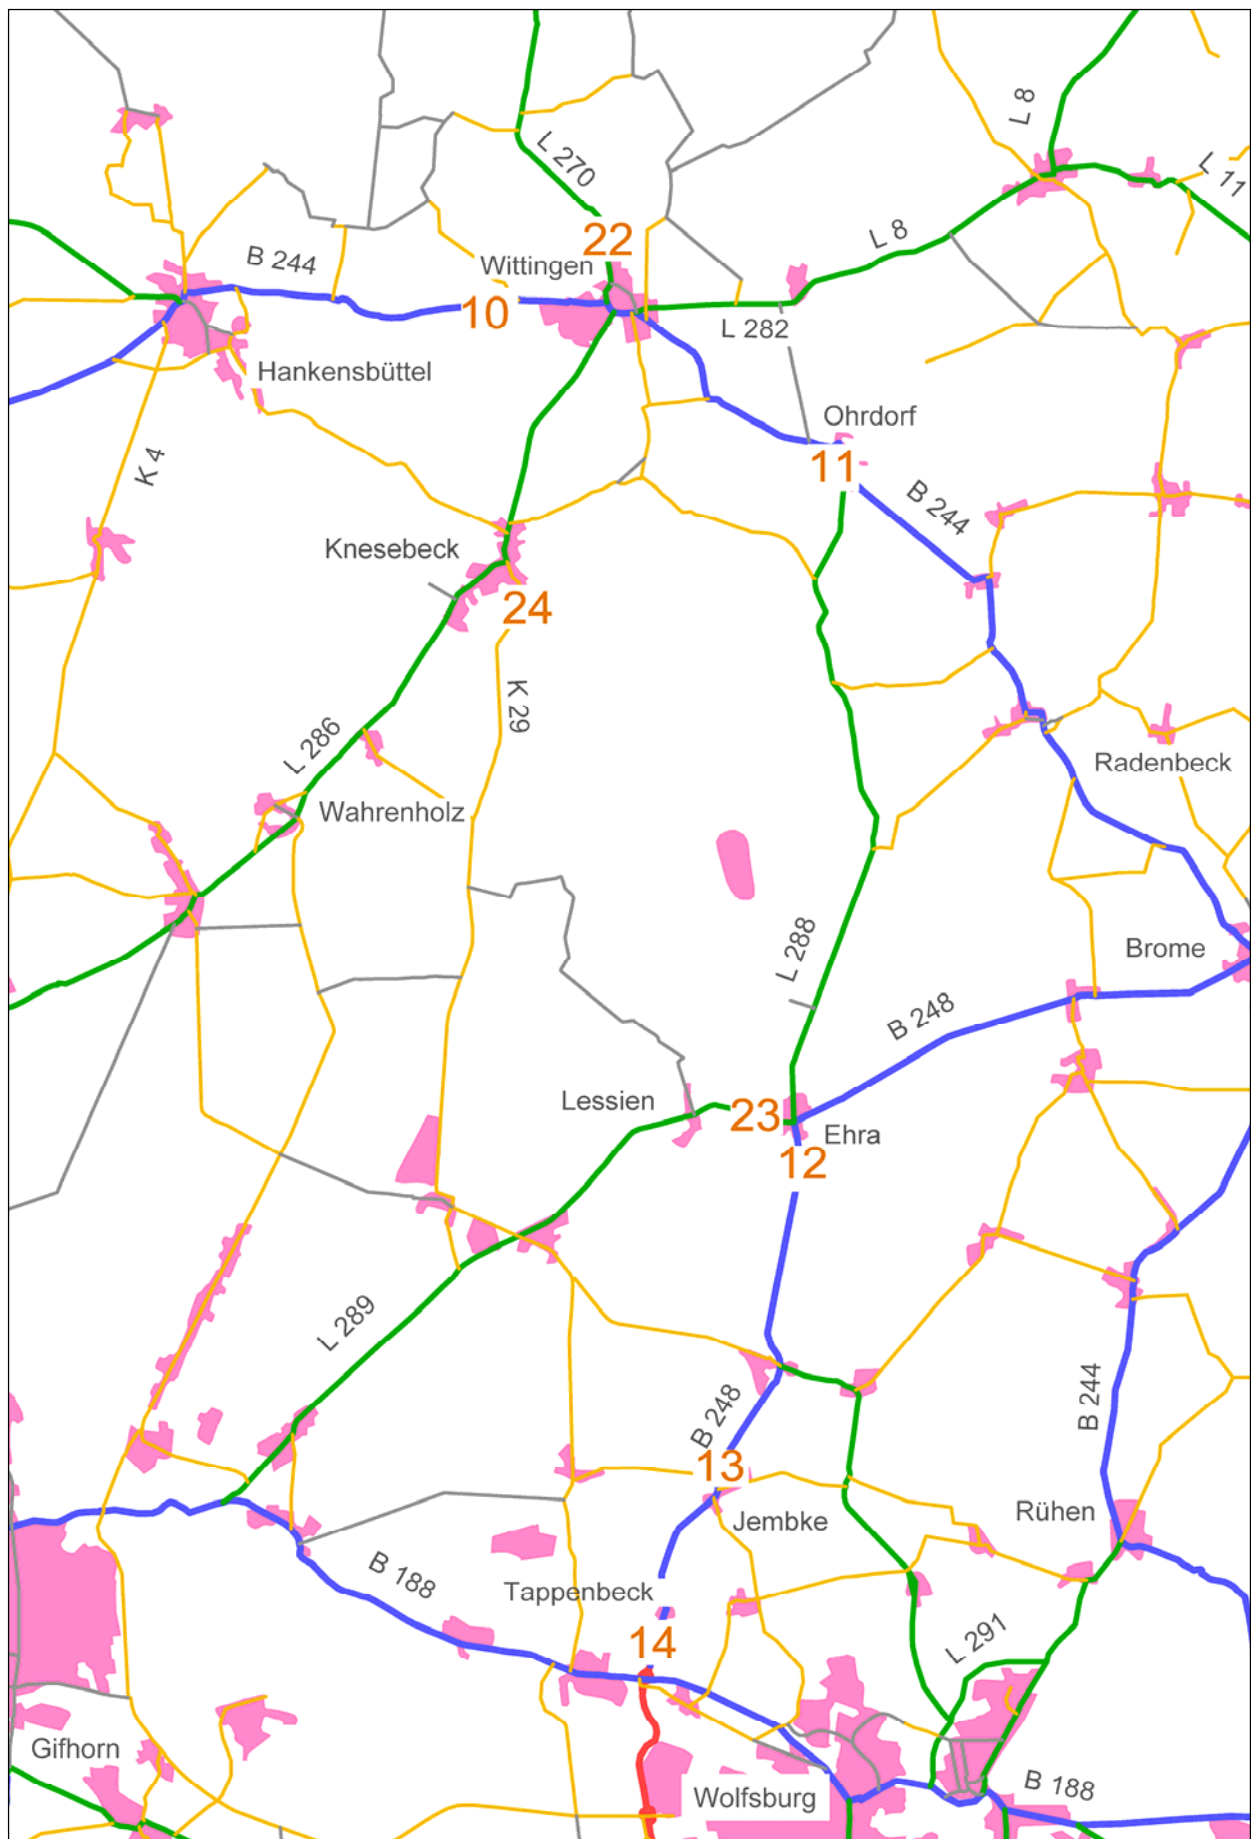 L 8
L 270
L 11
22
L 8
B 244
Wittingen
10
L 282
Hankensbüttel
Ohrdorf
K 4
11
B 244
Knesebeck
24
K 29
L 286
Radenbeck
Wahrenholz
L 288
Brome
B 248
Lessien
23
Ehra
12
L 289
B 244
B 248
13
Rühen
Jembke
B 188
Tappenbeck
14
L 291
Gifhorn
B 188
Wolfsburg